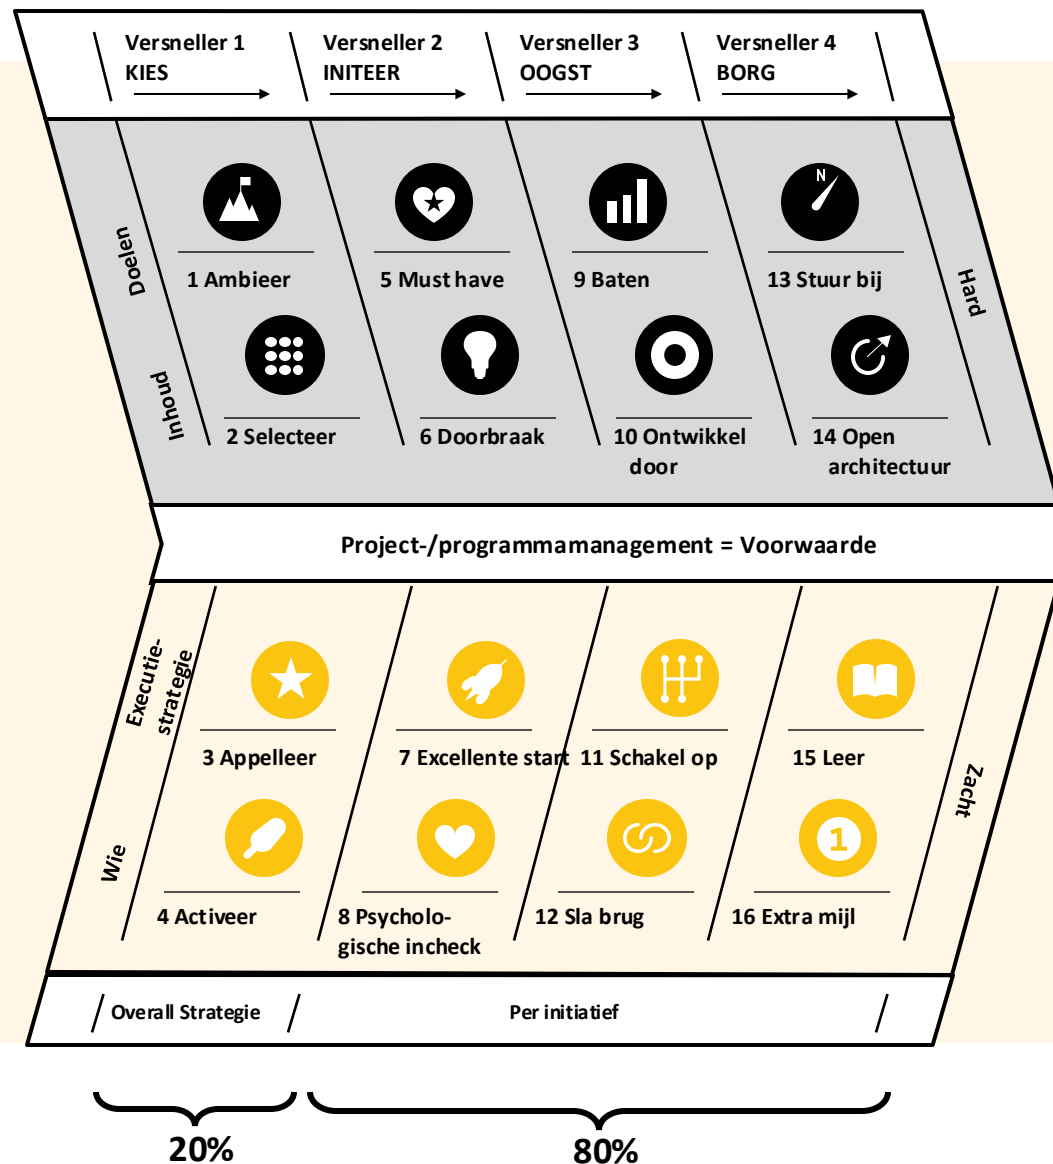 Versneller 1
KIES
Versneller 2
INITEER
Versneller 3
OOGST
Versneller 4
BORG
Doelen
N
1 Ambieer
5 Must have
9 Baten
13 Stuur bij
Hard
Inhoud
2 Selecteer
6 Doorbraak
10 Ontwikkel
door
14 Open
architectuur
Project-/programmamanagement = Voorwaarde
Executie-
strategie
3 Appelleer
7 Excellente start
11 Schakel op
15 Leer
Zacht
Wie
1
4 Activeer
8 Psycholo-
gische incheck
12 Sla brug
16 Extra mijl
Overall Strategie
Per initiatief
20%
80%